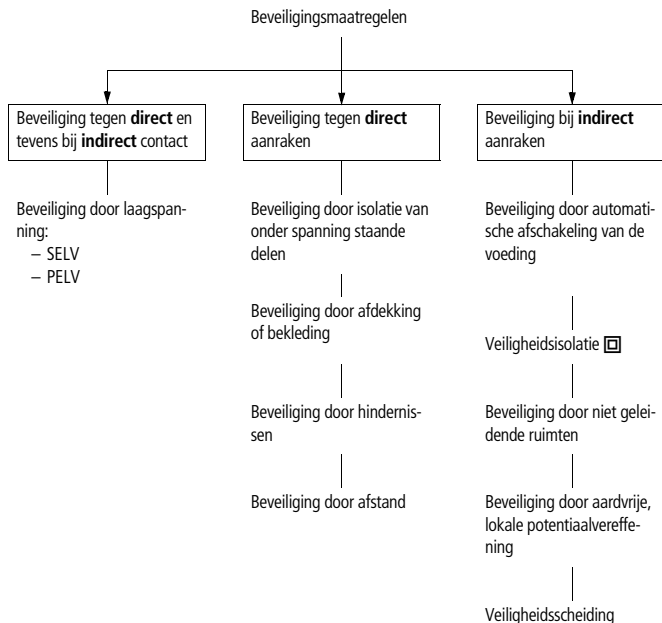 Beveiligingsmaatregelen
Beveiliging tegen direct en
tevens bij indirect contact
Beveiliging door laagspan-
ning:
– SELV
– PELV
Beveiliging tegen direct
aanraken
Beveiliging door isolatie van
onder spanning staande
delen
Beveiliging door afdekking
of bekleding
Beveiliging door hindernis-
sen
Beveiliging door afstand
Beveiliging bij indirect
aanraken
Beveiliging door automati-
sche afschakeling van de
voeding
Veiligheidsisolatie
Beveiliging door niet gelei-
dende ruimten
Beveiliging door aardvrije,
lokale potentiaalvereffe-
ning
Veiligheidsscheiding